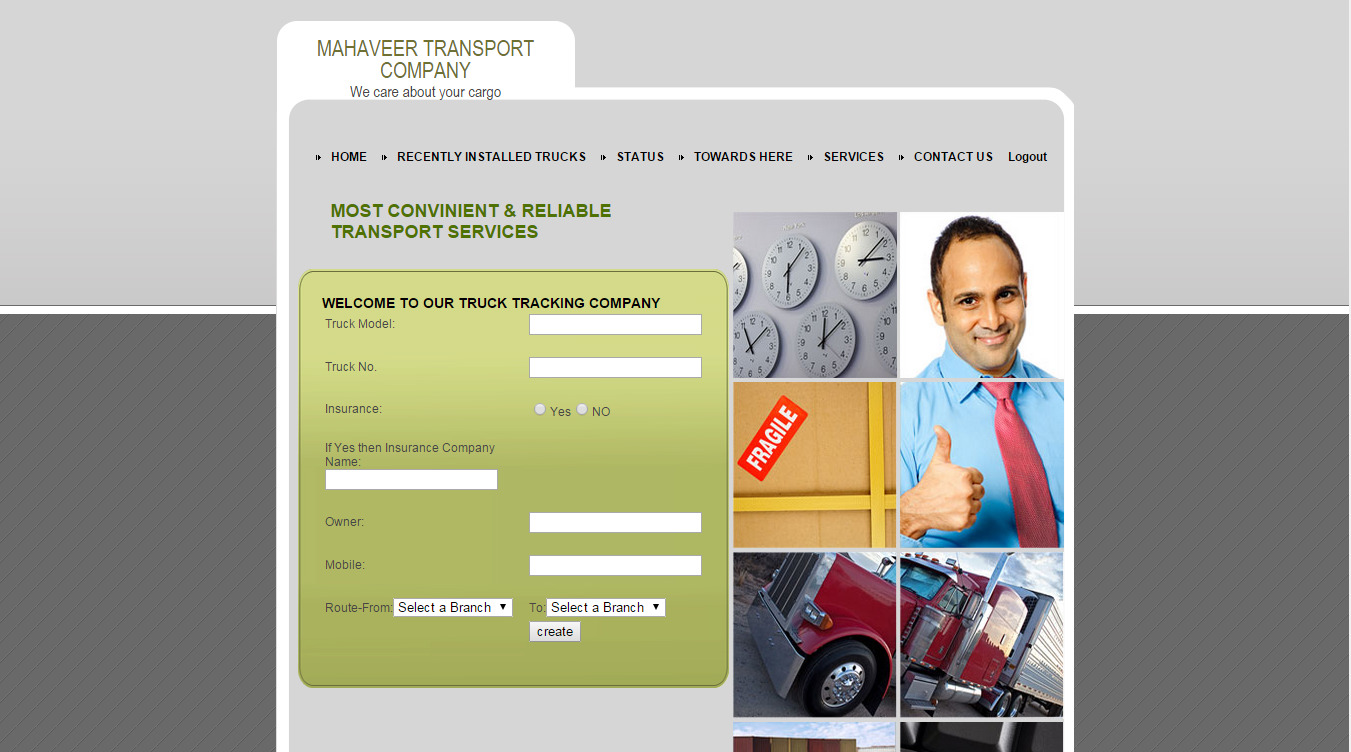 MAHAVEER TRANSPORT
COMPANY
We care about your cargo
HOME RECENTLY INSTALLED TRUCKS STATUS TOWARDS HERE SERVICES CONTACT US Logout
MOST CONVINIENT & RELIABLE
TRANSPORT SERVICES
WELCOME TO OUR TRUCK TRACKING COMPANY
Truck Model:
Truck No.
Insurance: Yes NO
If Yes then Insurance Company
Name:
Owner:
Mobile:
Route-From: Select a Branch To: Select a Branch
create
FRAGILE